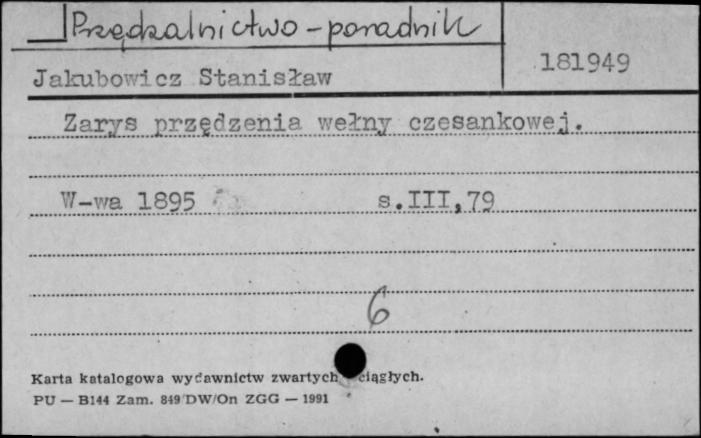 Przędzalnictwo - poradnik
181949
Jakubowicz Stanisław
Zarys przędzenia wełny czesankowej.
W-wa 1895 s.III,79
6
Karta katalogowa wydawnictw zwartych ciągłych.
PU — B144 Zam. 849/DW/On ZGG — 1991